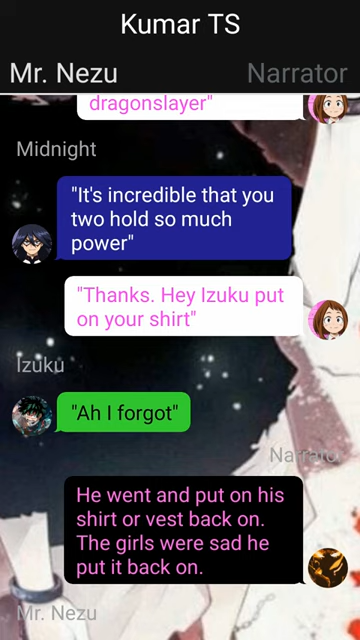 Kumar TS
Mr. Nezu
Narrator
dragonslayer"
Midnight
"It's incredible that you
two hold so much
power"
"Thanks. Hey Izuku put
on your shirt"
Izuku
"Ah I forgot"
Narrator
He went and put on his
shirt or vest back on.
The girls were sad he
put it back on.
Mr. Nezu